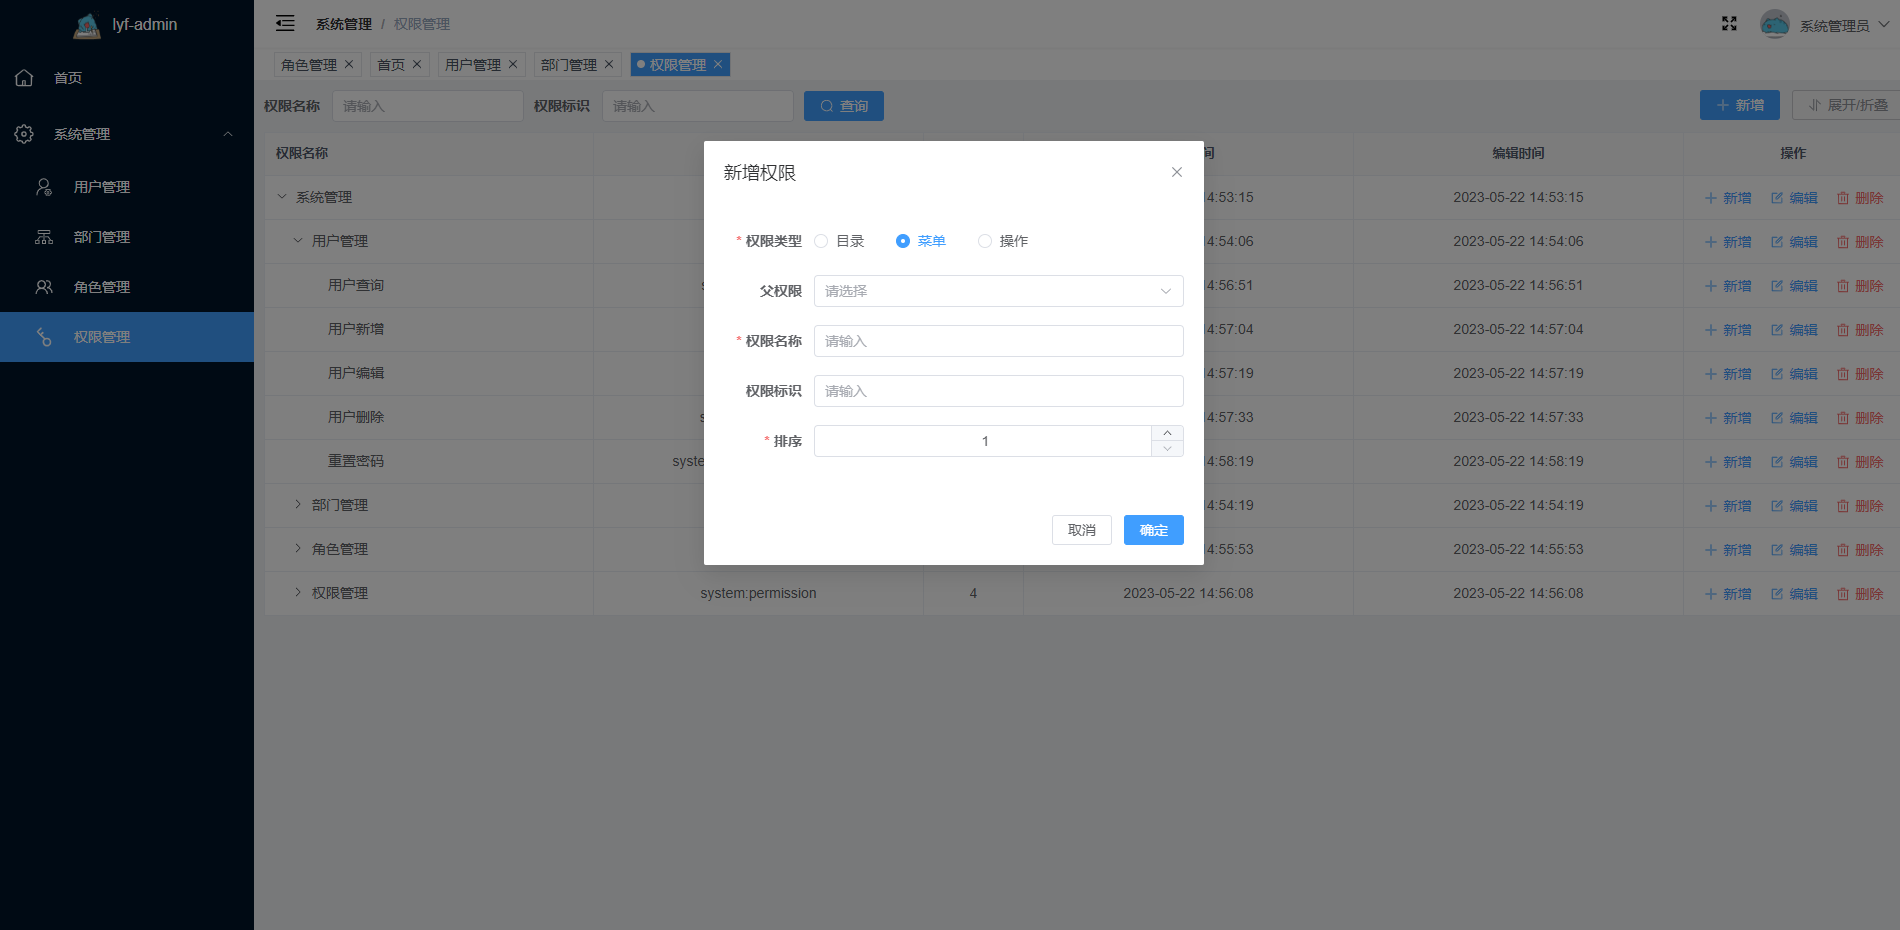 lyf-admin
首页
系统管理
用户管理
部门管理
角色管理
权限管理
系统管理 / 权限管理
系统管理员
角色管理 首页 用户管理 部门管理 权限管理
权限名称 请输入 权限标识 请输入 查询 新增 展开/折叠
权限名称 间 编辑时间 操作
系统管理 14:53:15 2023-05-22 14:53:15 新增 编辑 删除
用户管理 14:54:06 2023-05-22 14:54:06 新增 编辑 删除
用户查询 s 14:56:51 2023-05-22 14:56:51 新增 编辑 删除
用户新增 14:57:04 2023-05-22 14:57:04 新增 编辑 删除
用户编辑 14:57:19 2023-05-22 14:57:19 新增 编辑 删除
用户删除 s 14:57:33 2023-05-22 14:57:33 新增 编辑 删除
重置密码 syste 14:58:19 2023-05-22 14:58:19 新增 编辑 删除
部门管理 14:54:19 2023-05-22 14:54:19 新增 编辑 删除
角色管理 14:55:53 2023-05-22 14:55:53 新增 编辑 删除
权限管理 system:permission 4 2023-05-22 14:56:08 2023-05-22 14:56:08 新增 编辑 删除
新增权限
* 权限类型 目录 菜单 操作
父权限 请选择
* 权限名称 请输入
权限标识 请输入
* 排序 1
取消 确定